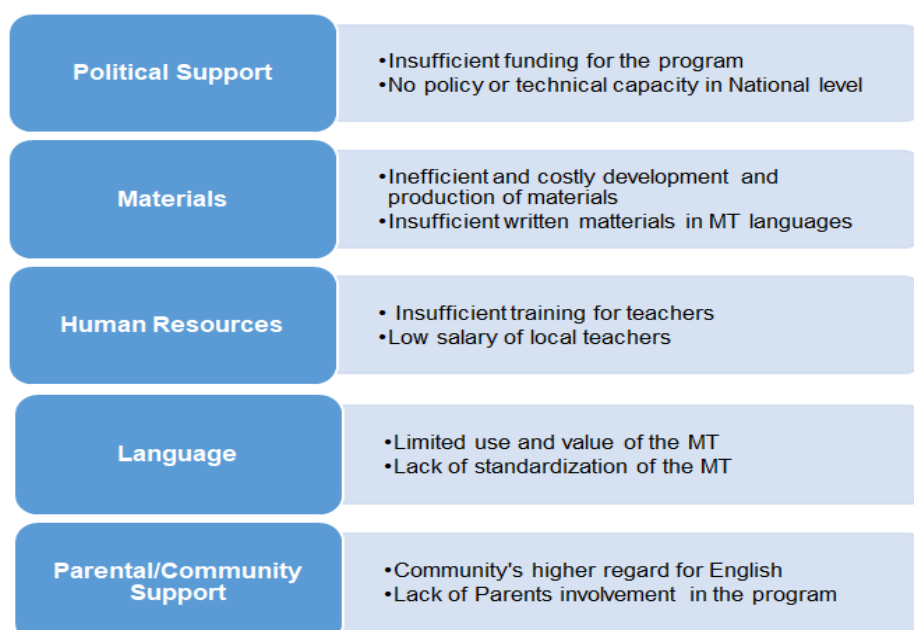 Political Support
•Insufficient funding for the program
•No policy or technical capacity in National level
Materials
•Inefficient and costly development and
production of materials
•Insufficient written matterials in MT languages
Human Resources
• Insufficient training for teachers
•Low salary of local teachers
Language
•Limited use and value of the MT
•Lack of standardization of the MT
Parental/Community
Support
•Community's higher regard for English
•Lack of Parents involvement in the program